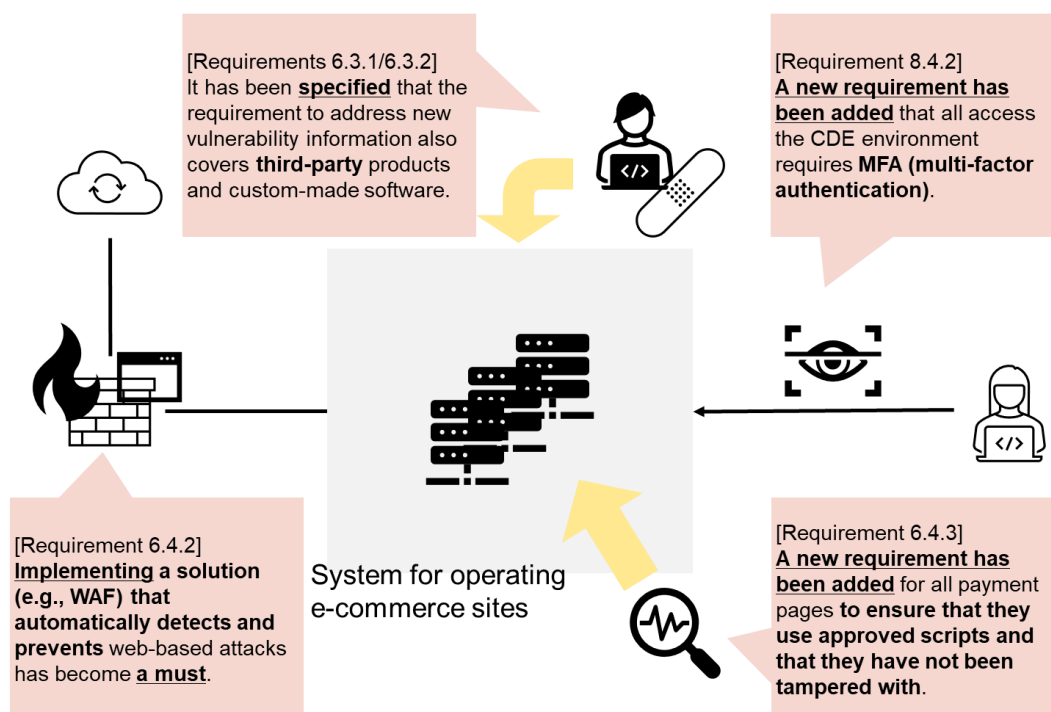 [Requirements 6.3.1/6.3.2]
It has been specified that the
requirement to address new
vulnerability information also
covers third-party products
and custom-made software.
[Requirement 8.4.2]
A new requirement has
been added that all access
the CDE environment
requires MFA (multi-factor
authentication).
</>
</>
[Requirement 6.4.2]
Implementing a solution
(e.g., WAF) that
automatically detects and
prevents web-based attacks
has become a must.
System for operating
e-commerce sites
[Requirement 6.4.3]
A new requirement has
been added for all payment
pages to ensure that they
use approved scripts and
that they have not been
tampered with.